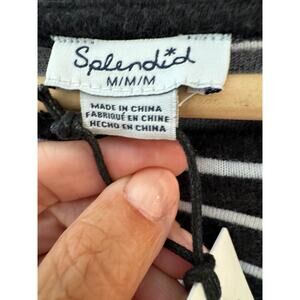 Splendid
M/M/M
MADE IN CHINA
FABRIQUÉ EN CHINE
HECHO EN CHINA